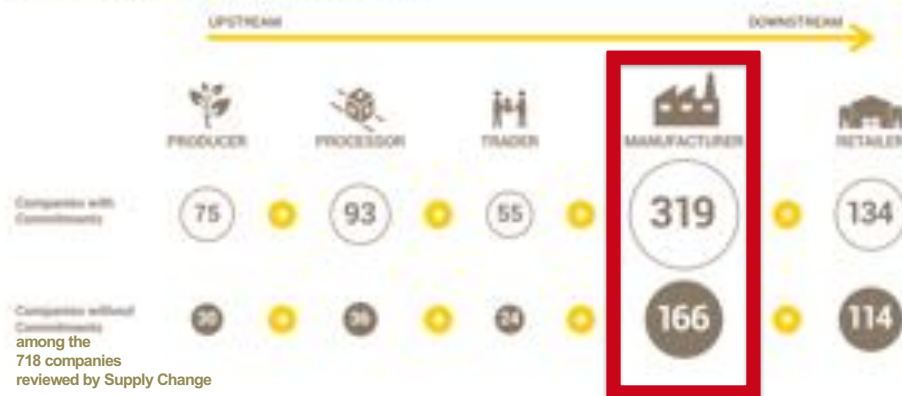 UPSTREAM
DOWNSTREAM
PRODUCER
PROCESSOR
TRADER
MANUFACTURER
RETAILER
Companies with
Commitments
75
93
55
319
134
Companies without
Commitments
24
166
114
among the
718 companies
reviewed by Supply Change